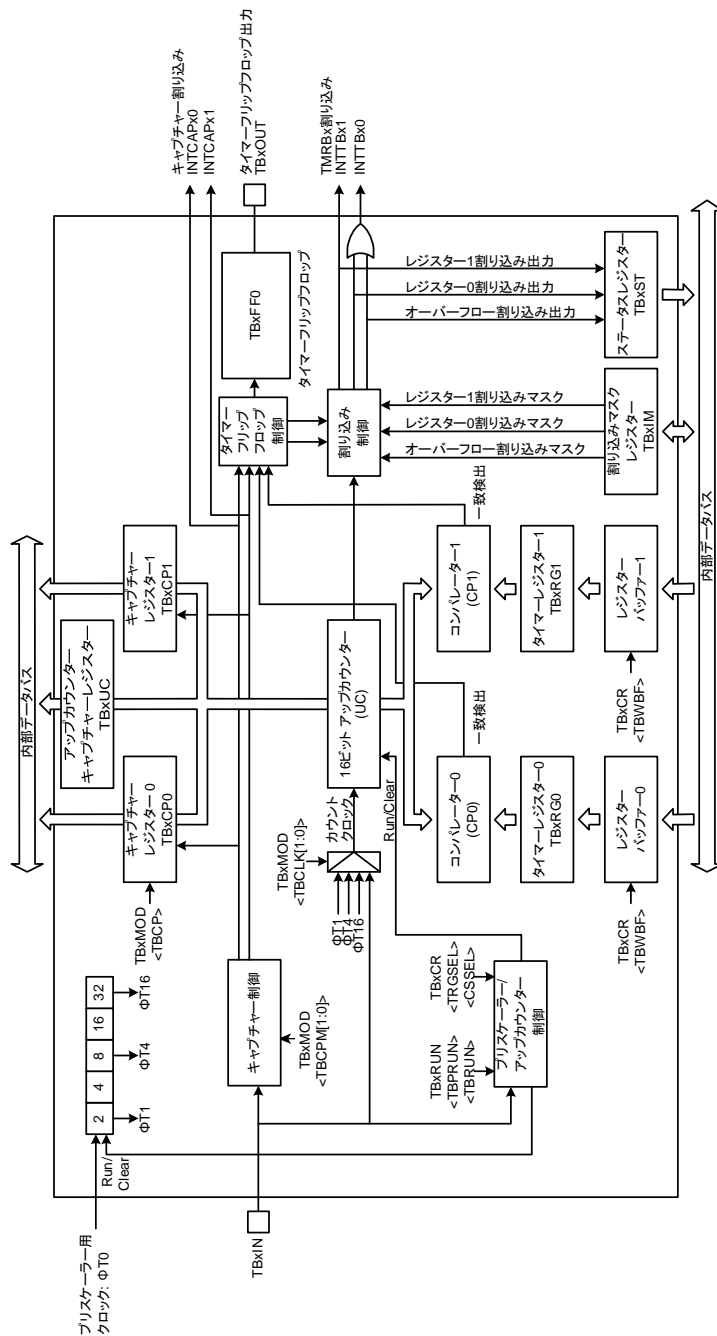 プリスケーラー用
クロック: ΦT0
Run/
Clear
2
4
8
16
32
ΦT1
ΦT4
ΦT16
内部データバス
TBxMOD
<TBCP>
キャプチャー
レジスター 0
TBxCP0
アップカウンター
キャプチャーレジスター
TBxUC
キャプチャー
レジスター1
TBxCP1
キャプチャー割り込み
INTCAPx0
INTCAPx1
TBxIN
キャプチャー制御
TBxMOD
<TBCPM[1:0]>
タイマー
フリップ
フロップ
制御
TBxFF0
タイマーフリップフロップ
タイマーフリップフロップ出力
TBxOUT
TBxMOD
<TBCLK[1:0]>
ΦT1
ΦT4
ΦT16
カウント
クロック
16ビット アップカウンター
(UC)
Run/Clear
割り込み
制御
TMRBx割り込み
INTTBx1
INTTBx0
TBxRUN
<TBPRUN>
<TBRUN>
TBxCR
<TRGSEL>
<CSSEL>
プリスケーラー/
アップカウンター
制御
コンパレーター0
(CP0)
一致検出
コンパレーター1
(CP1)
一致検出
オーバーフロー割り込みマスク
レジスター0割り込みマスク
レジスター1割り込みマスク
オーバーフロー割り込み出力
レジスター0割り込み出力
レジスター1割り込み出力
タイマーレジスター0
TBxRG0
タイマーレジスター1
TBxRG1
TBxCR
<TBWBF>
レジスター
バッファー0
TBxCR
<TBWBF>
レジスター
バッファー1
割り込みマスク
レジスター
TBxIM
ステータスレジスター
TBxST
内部データバス